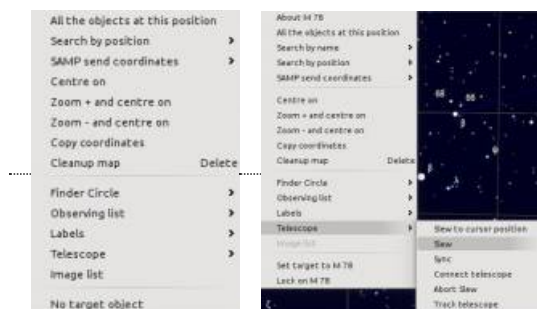 All the objects at this position
Search by position
SAMP send coordinates
Centre on
Zoom + and centre on
Zoom - and centre on
Copy coordinates
Cleanup map Delete
Finder Circle
Observing list
Labels
Telescope
Image list
No target object
About M 78
All the objects at this position
Search by name
Search by position
SAMP send coordinates
Centre on
Zoom + and centre on
Zoom - and centre on
Copy coordinates
Cleanup map Delete
Finder Circle
Observing list
Labels
Telescope
Image list
Set target to M 78
Lock on M 78
Slew to cursor position
Slew
Sync
Connect telescope
Abort Slew
Track telescope